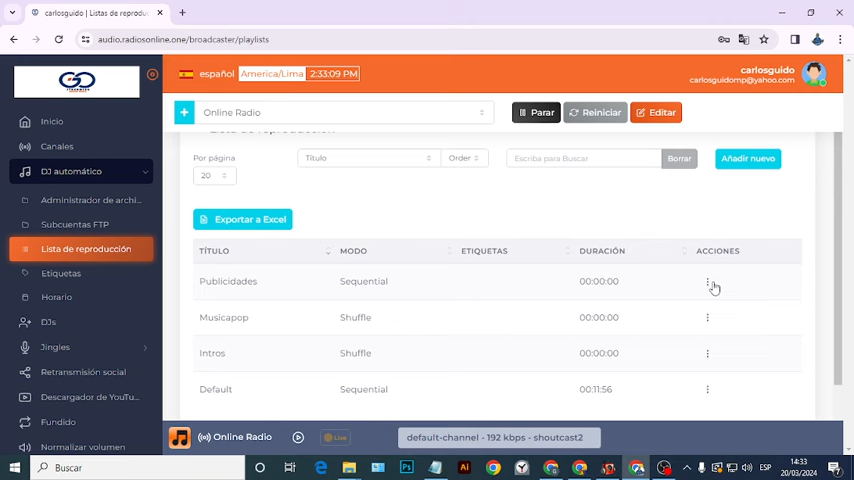 carlosguido | Listas de reproduc
audio.radiosonline.one/broadcaster/playlists
GO
español America/Lima 2:33:09 PM
carlosguido
carlosguidomp@yahoo.com
Online Radio
Parar
Reiniciar
Editar
Inicio
Canales
DJ automático
Administrador de archi...
Subcuentas FTP
Lista de reproducción
Etiquetas
Horario
DJs
Jingles
Retransmisión social
Descargador de YouTu...
Fundido
Normalizar volumen
Lista de reproducción
Por página
20
Título
Order
Escriba para Buscar
Borrar
Añadir nuevo
Exportar a Excel
TÍTULO MODO ETIQUETAS DURACIÓN ACCIONES
Publicidades Sequential 00:00:00
Musicapop Shuffle 00:00:00
Intros Shuffle 00:00:00
Default Sequential 00:11:56
Online Radio
Live
default-channel - 192 kbps - shoutcast2
Buscar
ESP
14:33
20/03/2024